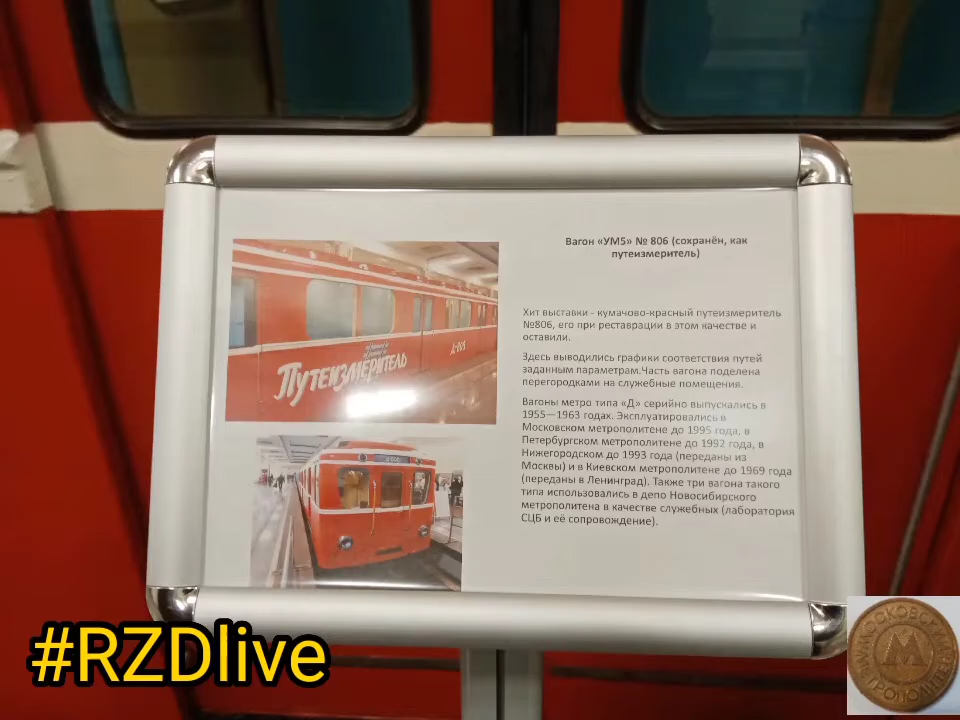 Вагон «УМ5» № 806 (сохранён, как
путеизмеритель)
Хит выставки - кумачово-красный путеизмеритель
№806, его при реставрации в этом качестве и
оставили.
Здесь выводились графики соответствия путей
заданным параметрам.Часть вагона поделена
перегородками на служебные помещения.
Вагоны метро типа «Д» серийно выпускались в
1955—1963 годах. Эксплуатировались в
Московском метрополитене до 1995 года, в
Петербургском метрополитене до 1992 года, в
Нижегородском до 1993 года (переданы из
Москвы) и в Киевском метрополитене до 1969 года
(переданы в Ленинград). Также три вагона такого
типа использовались в депо Новосибирского
метрополитена в качестве служебных (лаборатория
СЦБ и её сопровождение).
Путеизмеритель
Д-806
#RZDlive
МОСКОВСКИЙ
М
МЕТРОПОЛИТЕН